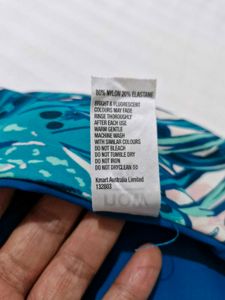 80% NYLON 20% ELASTANE
BRIGHT & FLUORESCENT
COLOURS MAY FADE
RINSE THOROUGHLY
AFTER EACH USE
WARM GENTLE
MACHINE WASH
WITH SIMILAR COLOURS
DO NOT BLEACH
DO NOT TUMBLE DRY
DO NOT IRON
DO NOT DRYCLEAN
Kmart Australia Limited
132803